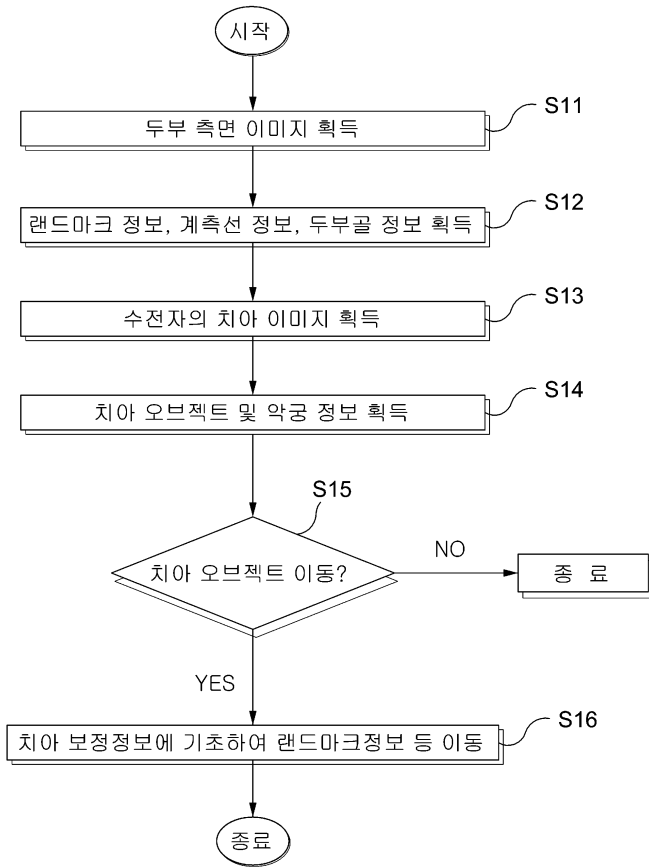 시작
S11
두부 측면 이미지 획득
S12
랜드마크 정보, 계측선 정보, 두부골 정보 획득
S13
수전자의 치아 이미지 획득
S14
치아 오브젝트 및 악궁 정보 획득
S15
치아 오브젝트 이동?
NO
종 료
YES
S16
치아 보정정보에 기초하여 랜드마크정보 등 이동
종료